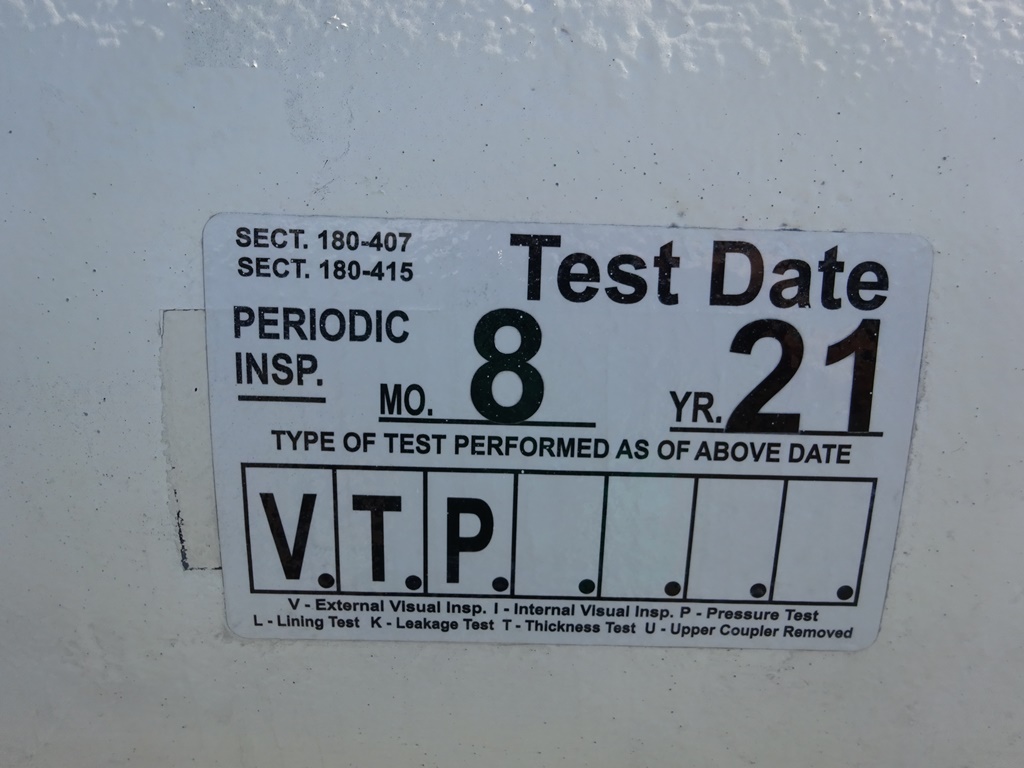 SECT. 180-407
SECT. 180-415
Test Date
PERIODIC
INSP.
MO. 8 YR. 21
TYPE OF TEST PERFORMED AS OF ABOVE DATE
V. T. P. . . . .
V - External Visual Insp. I - Internal Visual Insp. P - Pressure Test
L - Lining Test K - Leakage Test T - Thickness Test U - Upper Coupler Removed